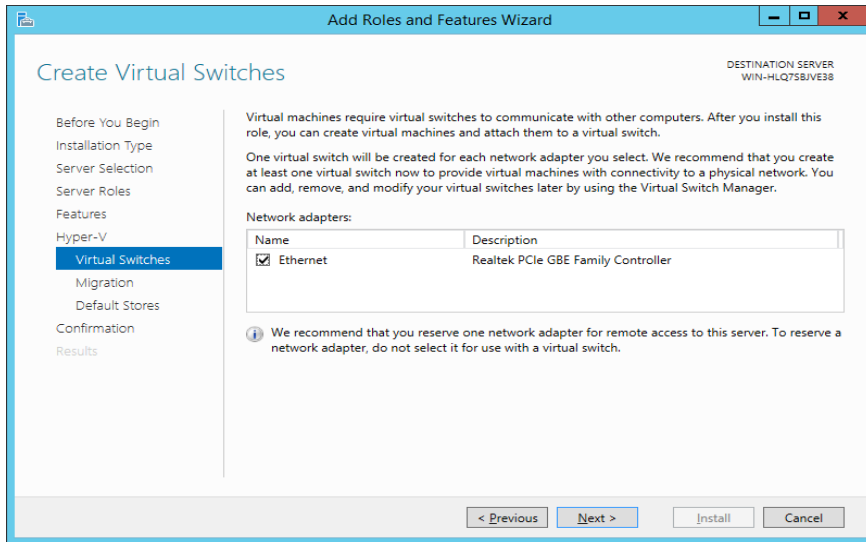 Add Roles and Features Wizard
Create Virtual Switches
DESTINATION SERVER
WIN-HLQ7SBJVE38
Before You Begin
Installation Type
Server Selection
Server Roles
Features
Hyper-V
Virtual Switches
Migration
Default Stores
Confirmation
Results
Virtual machines require virtual switches to communicate with other computers. After you install this
role, you can create virtual machines and attach them to a virtual switch.
One virtual switch will be created for each network adapter you select. We recommend that you create
at least one virtual switch now to provide virtual machines with connectivity to a physical network. You
can add, remove, and modify your virtual switches later by using the Virtual Switch Manager.
Network adapters:
Name Description
Ethernet Realtek PCIe GBE Family Controller
We recommend that you reserve one network adapter for remote access to this server. To reserve a
network adapter, do not select it for use with a virtual switch.
< Previous Next > Install Cancel